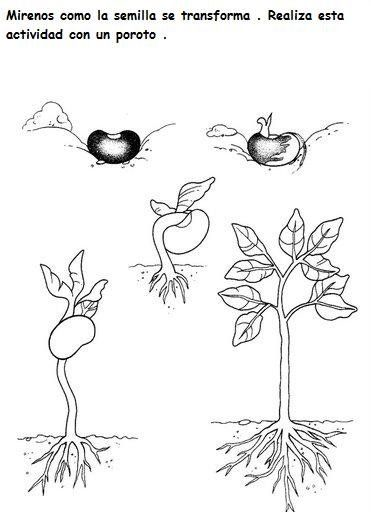 Mirenos como la semilla se transforma . Realiza esta
actividad con un poroto .